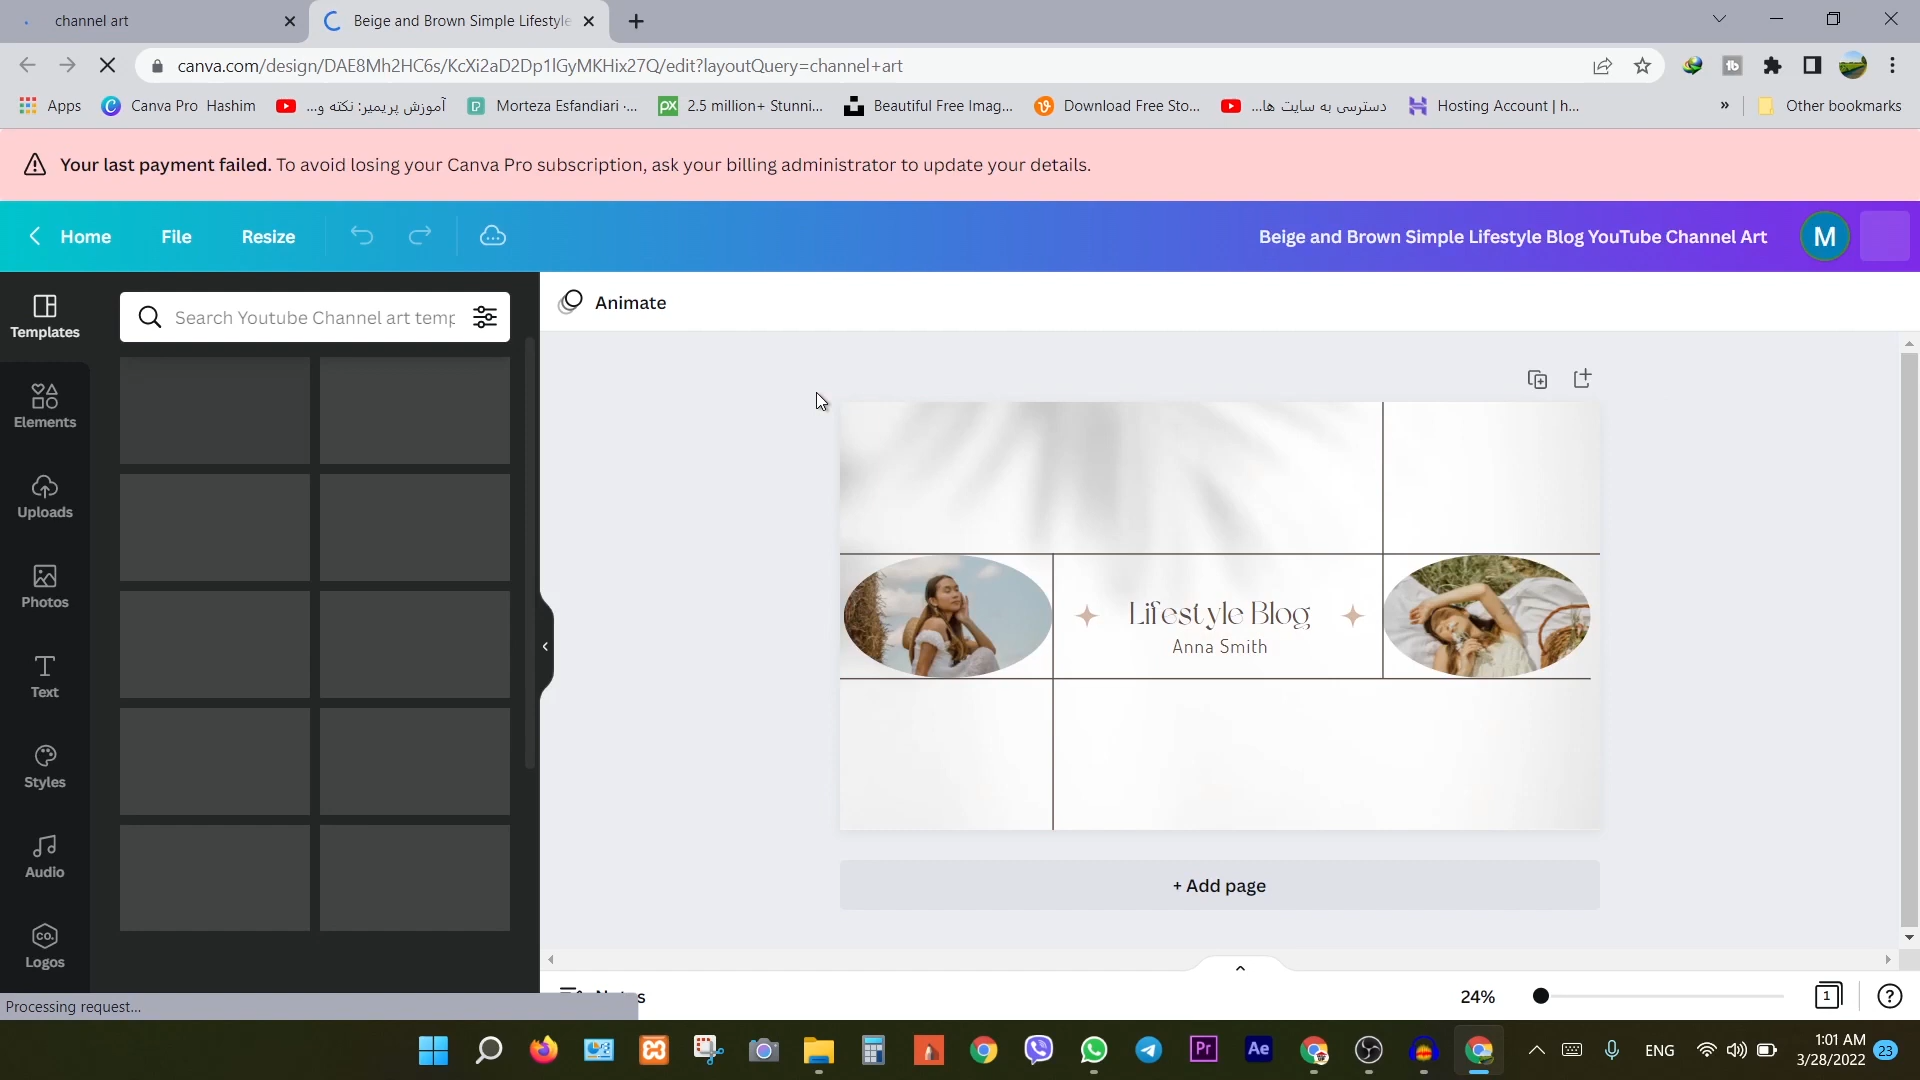 channel art
Beige and Brown Simple Lifestyle
canva.com/design/DAE8Mh2HC6s/KcXi2aD2Dp1lGyMKHix27Q/edit?layoutQuery=channel+art
Apps
Canva Pro Hashim
آموزش پریمیر: نکته و...
Morteza Esfandiari ·...
2.5 million+ Stunni...
Beautiful Free Imag...
Download Free Sto...
دسترسی به سایت ها...
Hosting Account | h...
»
Other bookmarks
Your last payment failed. To avoid losing your Canva Pro subscription, ask your billing administrator to update your details.
Home
File
Resize
Beige and Brown Simple Lifestyle Blog YouTube Channel Art
M
Templates
Search Youtube Channel art temp
Animate
Elements
Uploads
Photos
Text
Styles
Audio
CO.
Logos
Lifestyle Blog
Anna Smith
+ Add page
Processing request...
24%
1
?
Pr
Ae
ENG
1:01 AM
3/28/2022
23